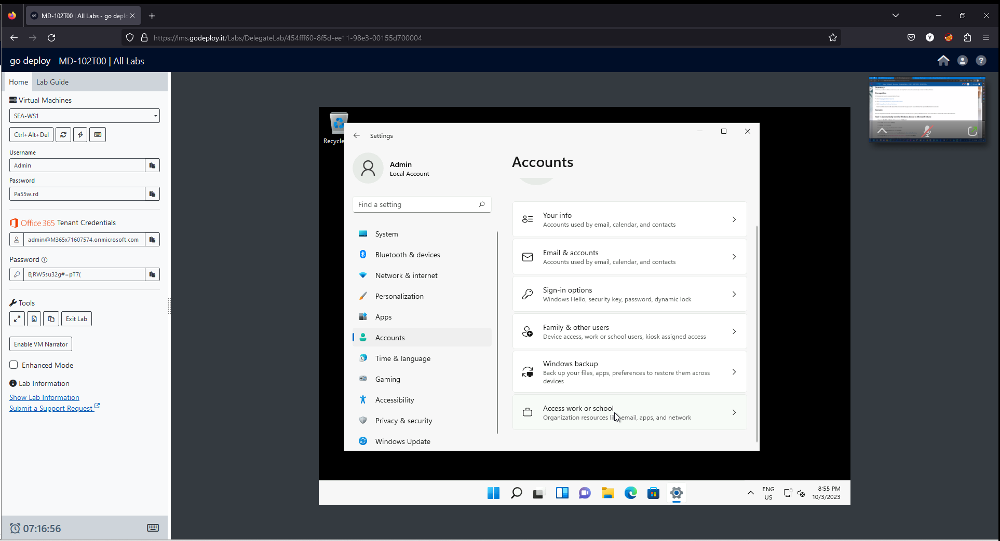 MD-102T00 | All Labs - go deplo
https://lms.godeploy.it/Labs/DelegateLab/454fff60-8f5d-ee11-98e3-00155d700004
Y
go deploy MD-102T00 | All Labs
Home Lab Guide
Virtual Machines
SEA-WS1
Ctrl+Alt+Del
Username
Admin
Password
Pa55w.rd
Office 365 Tenant Credentials
admin@M365x71607574.onmicrosoft.com
Password
B;RW5su32g#=pT7(
Tools
Exit Lab
Enable VM Narrator
Enhanced Mode
Lab Information
Show Lab Information
Submit a Support Request
07:16:56
Recycle
Settings
Admin
Local Account
Find a setting
System
Bluetooth & devices
Network & internet
Personalization
Apps
Accounts
Time & language
Gaming
Accessibility
Privacy & security
Windows Update
Accounts
Your info
Accounts used by email, calendar, and contacts
Email & accounts
Accounts used by email, calendar, and contacts
Sign-in options
Windows Hello, security key, password, dynamic lock
Family & other users
Device access, work or school users, kiosk assigned access
Windows backup
Back up your files, apps, preferences to restore them across
devices
Access work or school
Organization resources email, apps, and network
ENG
US
8:55 PM
10/3/2023
Summary
Prerequisites
Scenario